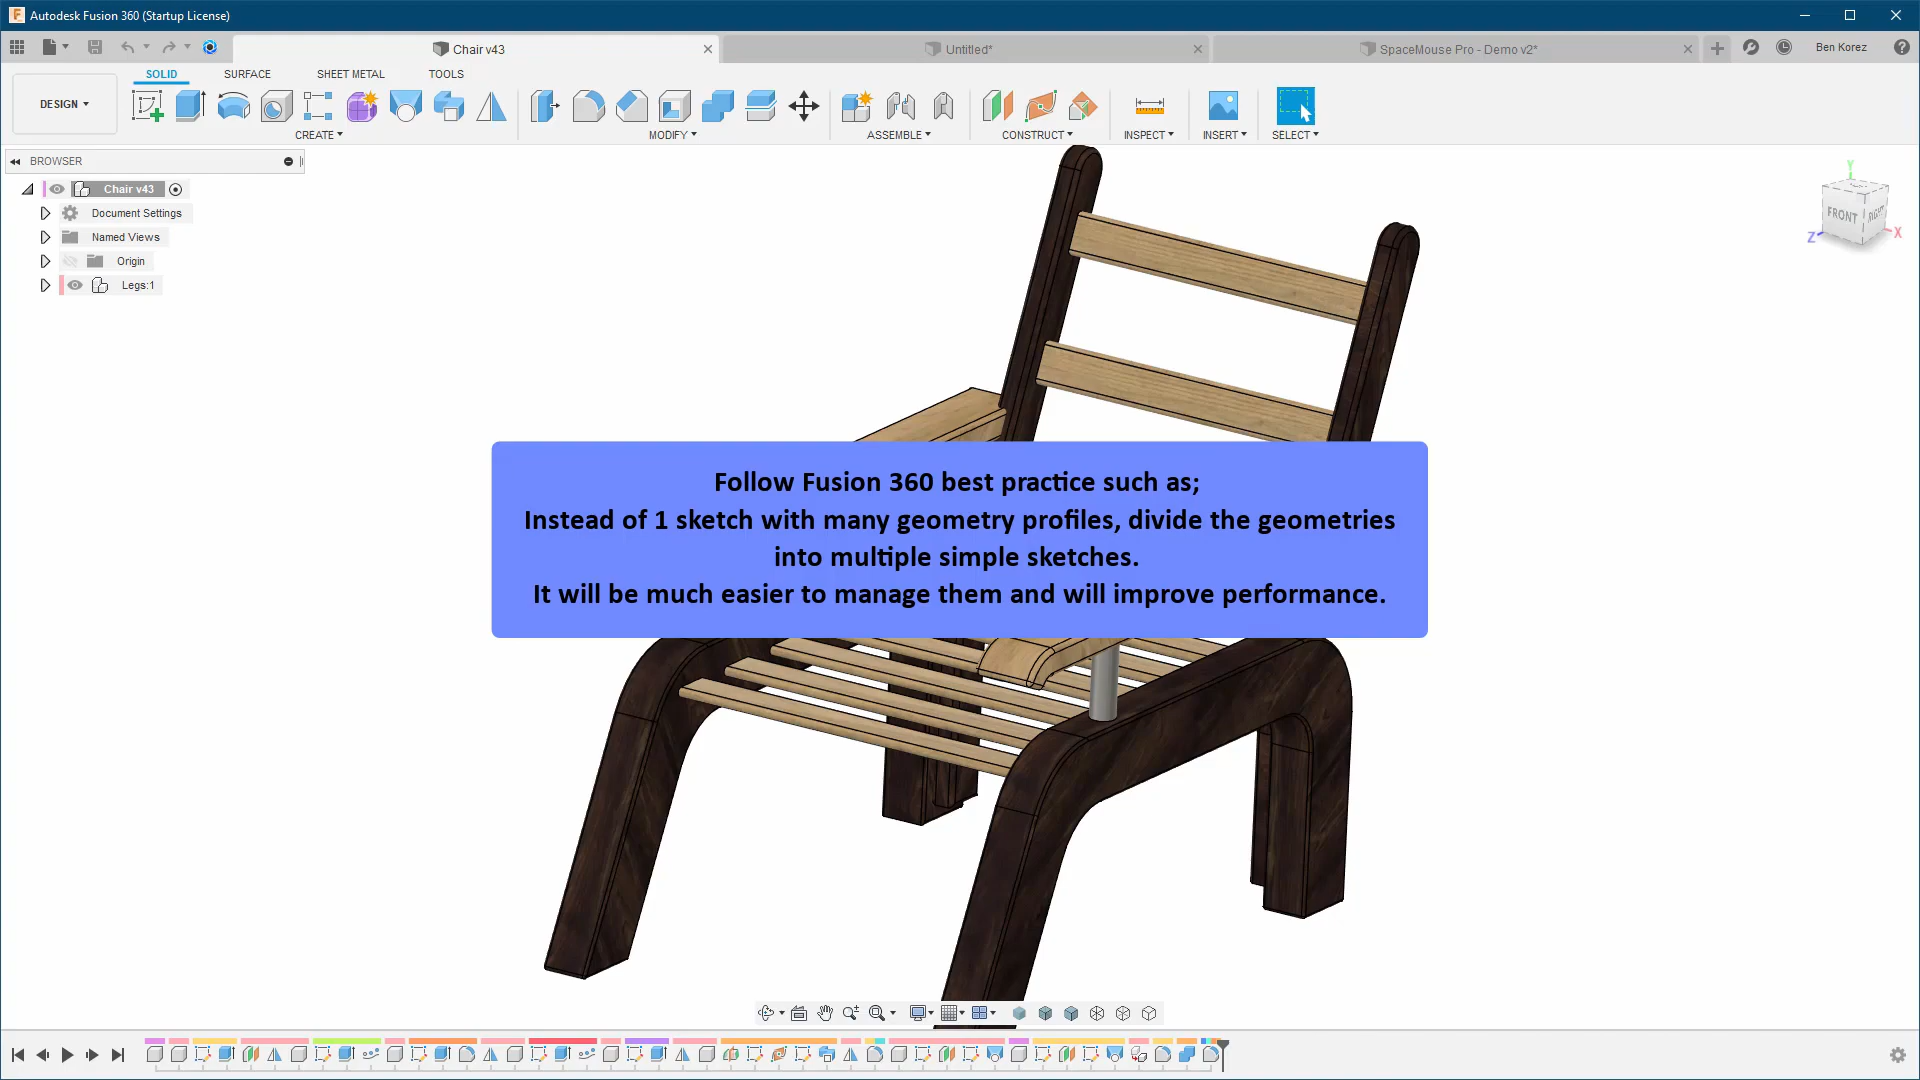 Autodesk Fusion 360 (Startup License)
Chair v43
Untitled*
SpaceMouse Pro - Demo v2*
Ben Korez
SOLID
SURFACE
SHEET METAL
TOOLS
DESIGN
CREATE
MODIFY
ASSEMBLE
CONSTRUCT
INSPECT
INSERT
SELECT
BROWSER
Chair v43
Document Settings
Named Views
Origin
Legs:1
Y
FRONT
RIGHT
Z
X
Follow Fusion 360 best practice such as;
Instead of 1 sketch with many geometry profiles, divide the geometries
into multiple simple sketches.
It will be much easier to manage them and will improve performance.